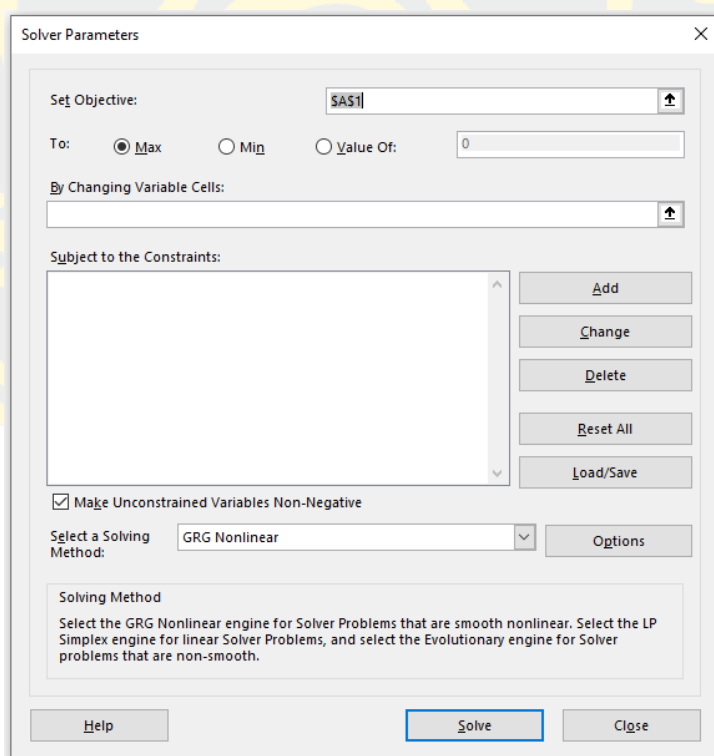 Solver Parameters
Set Objective: $A$1
To: Max Min Value Of: 0
By Changing Variable Cells:
Subject to the Constraints:
Add
Change
Delete
Reset All
Load/Save
Make Unconstrained Variables Non-Negative
Select a Solving
Method:
GRG Nonlinear
Options
Solving Method
Select the GRG Nonlinear engine for Solver Problems that are smooth nonlinear. Select the LP
Simplex engine for linear Solver Problems, and select the Evolutionary engine for Solver
problems that are non-smooth.
Help Solve Close